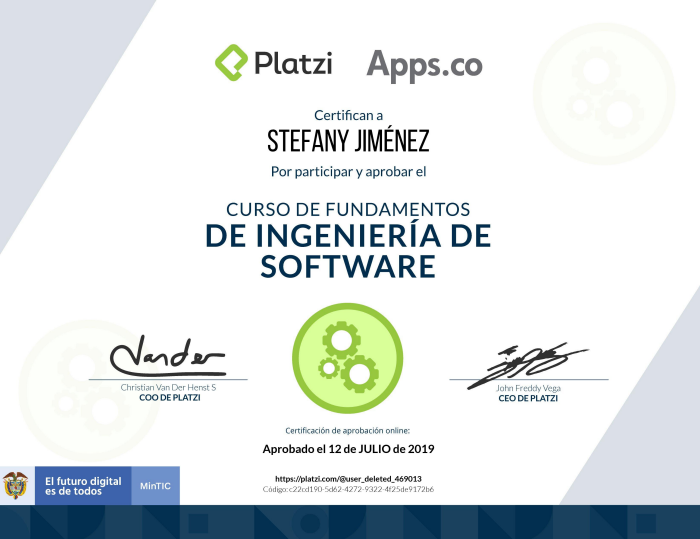 Platzi Apps.co
Certifican a
STEFANY JIMÉNEZ
Por participar y aprobar el
CURSO DE FUNDAMENTOS
DE INGENIERÍA DE
SOFTWARE
Christian Van Der Henst S
COO DE PLATZI
John Freddy Vega
CEO DE PLATZI
Certificación de aprobación online:
Aprobado el 12 de JULIO de 2019
El futuro digital
es de todos
MinTIC
https://platzi.com/@user_deleted_469013
Código: c22cd190-5d62-4272-9322-4f25de9172b6